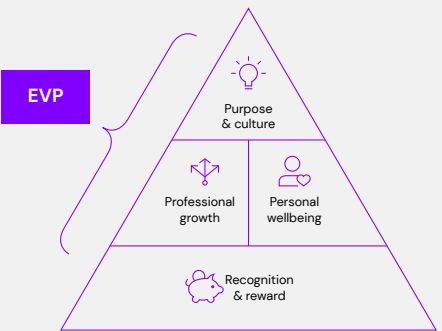 EVP
Purpose
& culture
Professional
growth
Personal
wellbeing
Recognition
& reward